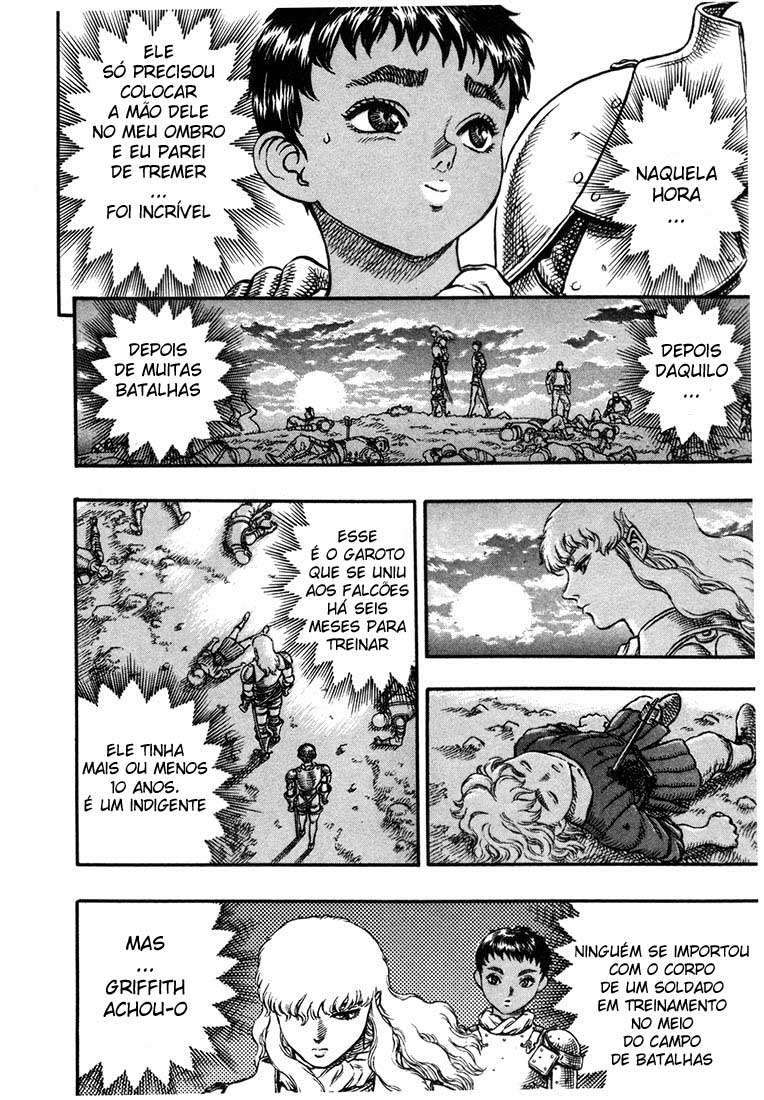 NAQUELA
HORA
...
ELE
SÓ PRECISOU
COLOCAR
A MÃO DELE
NO MEU OMBRO
E EU PAREI
DE TREMER
...
FOI INCRÍVEL
DEPOIS
DAQUILO
...
DEPOIS
DE MUITAS
BATALHAS
ESSE
É O GAROTO
QUE SE UNIU
AOS FALCÕES
HÁ SEIS
MESES PARA
TREINAR
ELE TINHA
MAIS OU MENOS
10 ANOS.
É UM INDIGENTE
NINGUÉM SE IMPORTOU
COM O CORPO
DE UM SOLDADO
EM TREINAMENTO
NO MEIO
DO CAMPO
DE BATALHAS
MAS
...
GRIFFITH
ACHOU-O